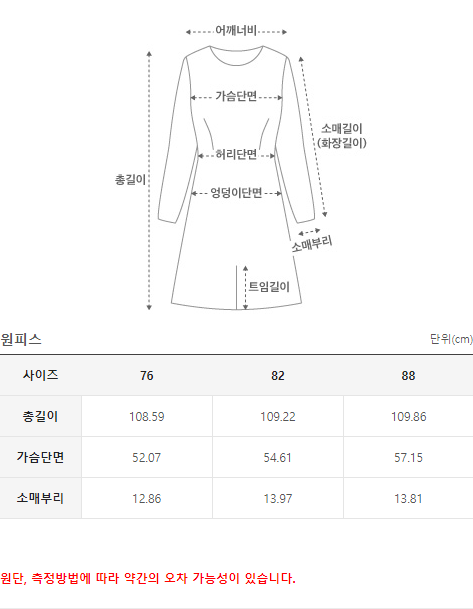 어깨너비
가슴단면
소매길이
(화장길이)
허리단면
총길이
엉덩이단면
소매부리
트임길이
원피스 단위(cm)
사이즈 76 82 88
총길이 108.59 109.22 109.86
가슴단면 52.07 54.61 57.15
소매부리 12.86 13.97 13.81
원단, 측정방법에 따라 약간의 오차 가능성이 있습니다.